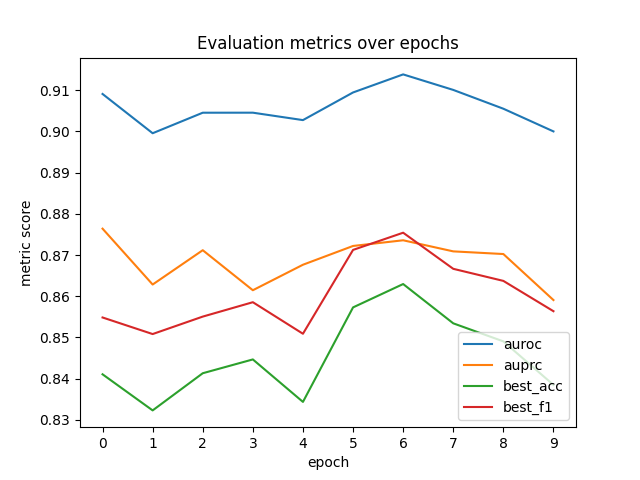 Evaluation metrics over epochs
metric score
0.91
0.90
0.89
0.88
0.87
0.86
0.85
0.84
0.83
auroc
auprc
best_acc
best_f1
0 1 2 3 4 5 6 7 8 9
epoch